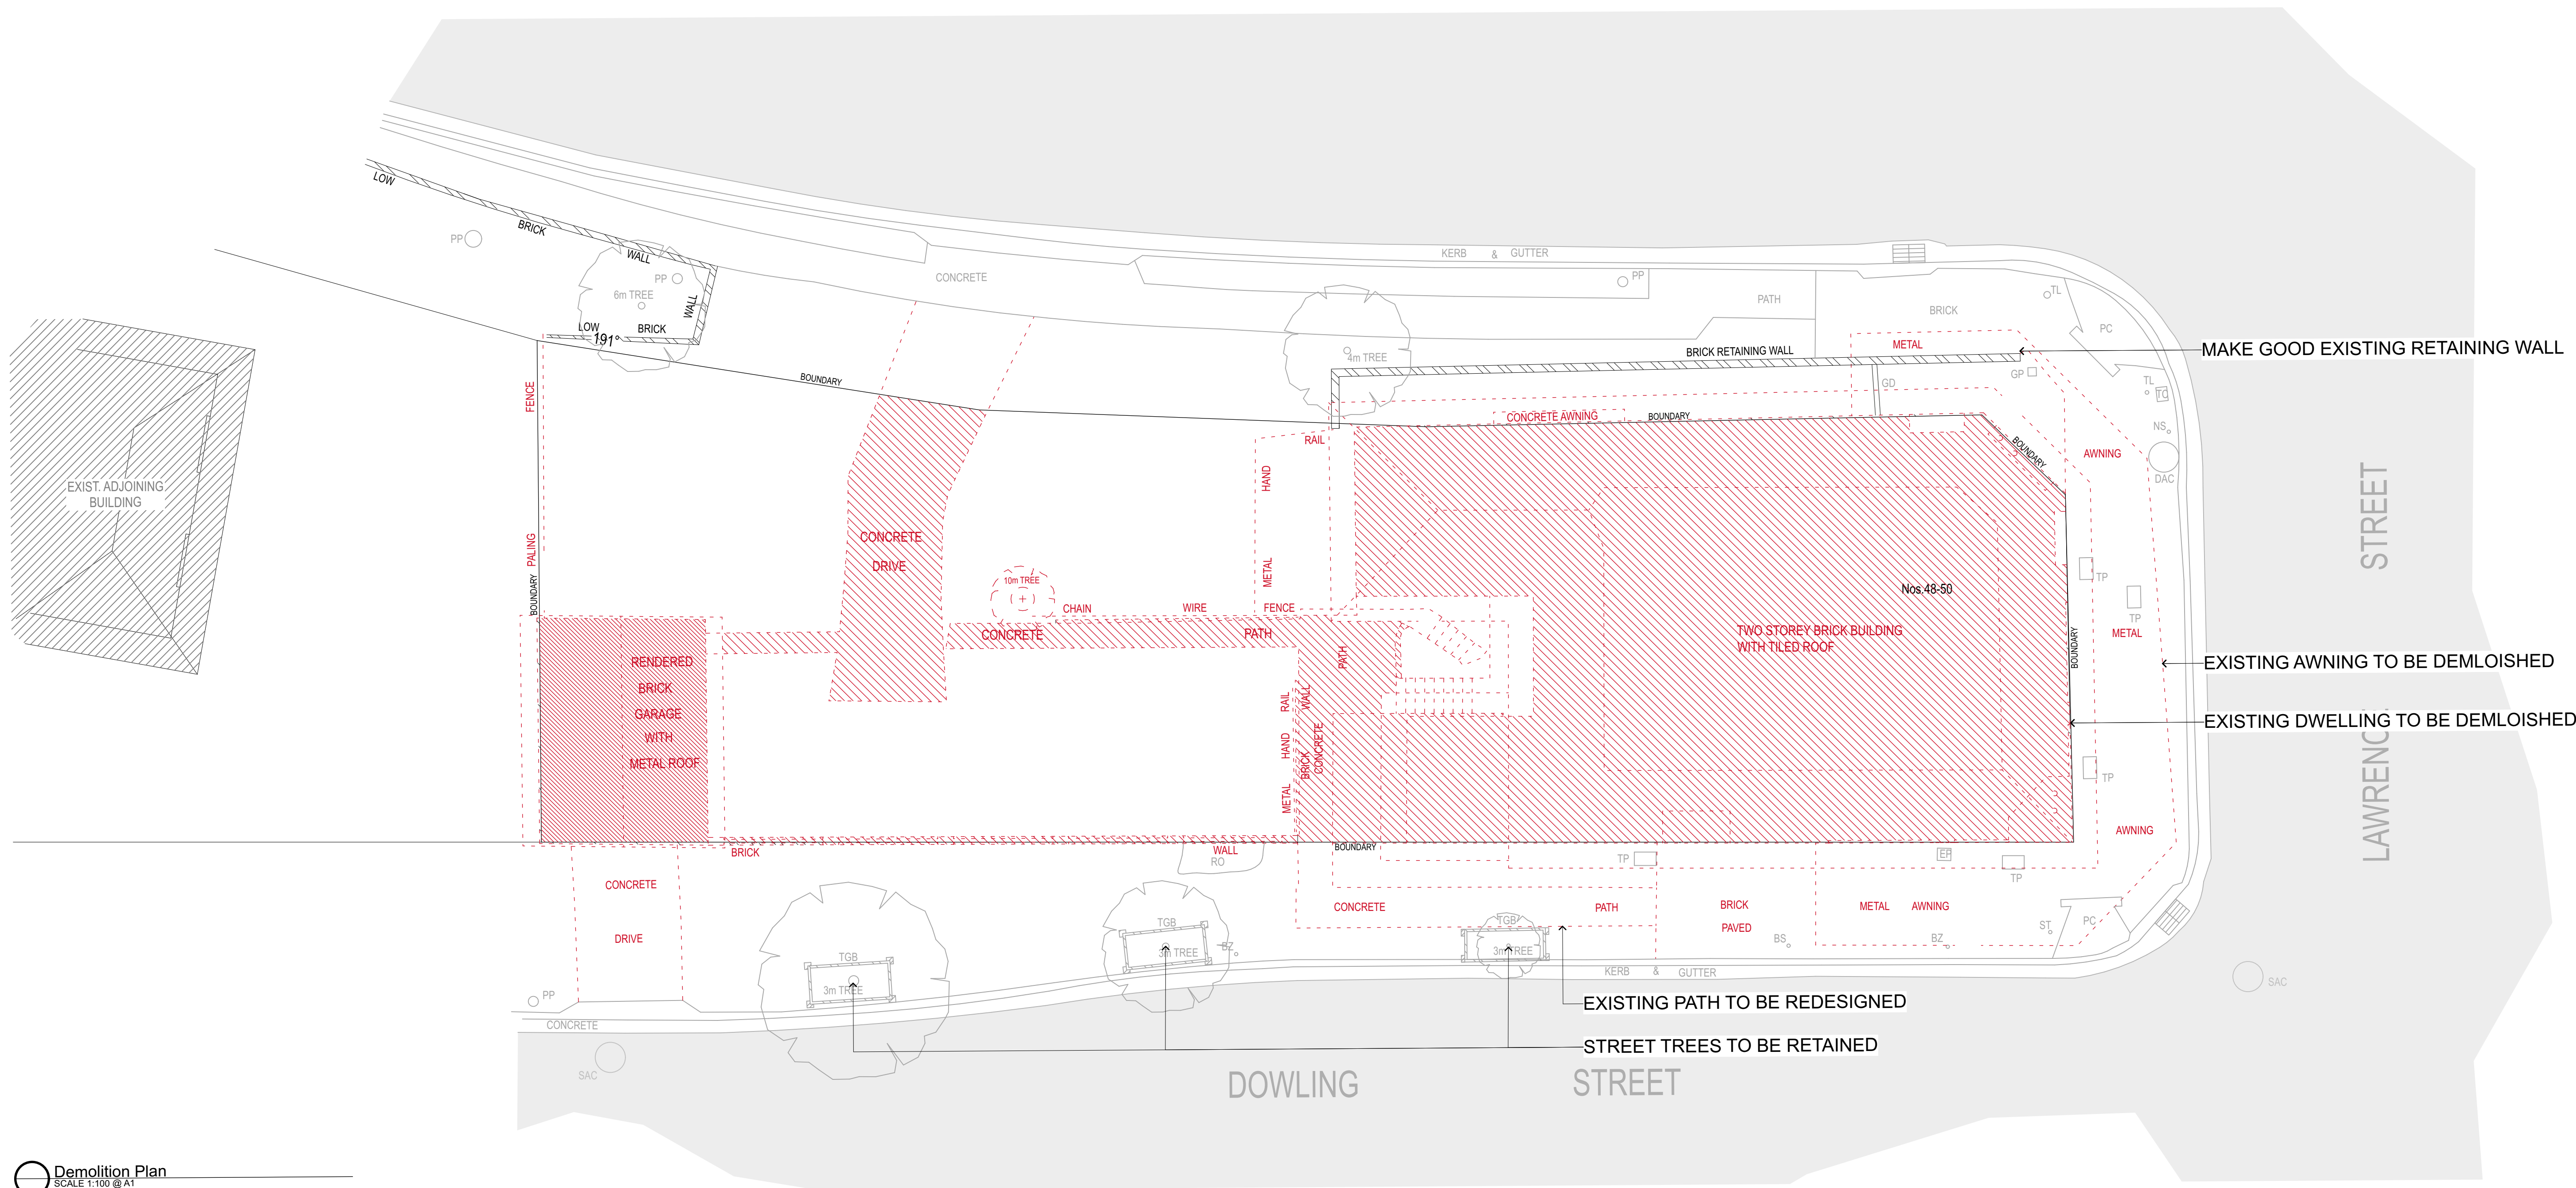 LOW
BRICK
WALL
PP
PP
6m TREE
WALL
LOW BRICK
191°
CONCRETE
KERB & GUTTER
PP
PATH
BRICK
TL
PC
BRICK RETAINING WALL
METAL
4m TREE
MAKE GOOD EXISTING RETAINING WALL
GP
GD
TL
TC
NS
DAC
FENCE
BOUNDARY
CONCRETE AWNING
BOUNDARY
RAIL
BOUNDARY
AWNING
HAND
METAL
EXIST. ADJOINING
BUILDING
PALING
BOUNDARY
CONCRETE
DRIVE
10m TREE
CHAIN WIRE FENCE
CONCRETE PATH
PATH
Nos.48-50
TWO STOREY BRICK BUILDING
WITH TILED ROOF
TP
TP
METAL
BOUNDARY
STREET
EXISTING AWNING TO BE DEMLOISHED
EXISTING DWELLING TO BE DEMLOISHED
LAWRENCE
RENDERED
BRICK
GARAGE
WITH
METAL ROOF
METAL HAND RAIL
BRICK WALL
CONCRETE
TP
AWNING
BRICK WALL
RO
BOUNDARY
TP
EP
TP
CONCRETE
DRIVE
CONCRETE PATH
BRICK
PAVED
METAL AWNING
TGB
3m TREE
TGB
3m TREE
BZ
TGB
3m TREE
BS
BZ
ST
PC
KERB & GUTTER
SAC
PP
CONCRETE
SAC
EXISTING PATH TO BE REDESIGNED
STREET TREES TO BE RETAINED
DOWLING STREET
Demolition Plan
SCALE 1:100 @ A1